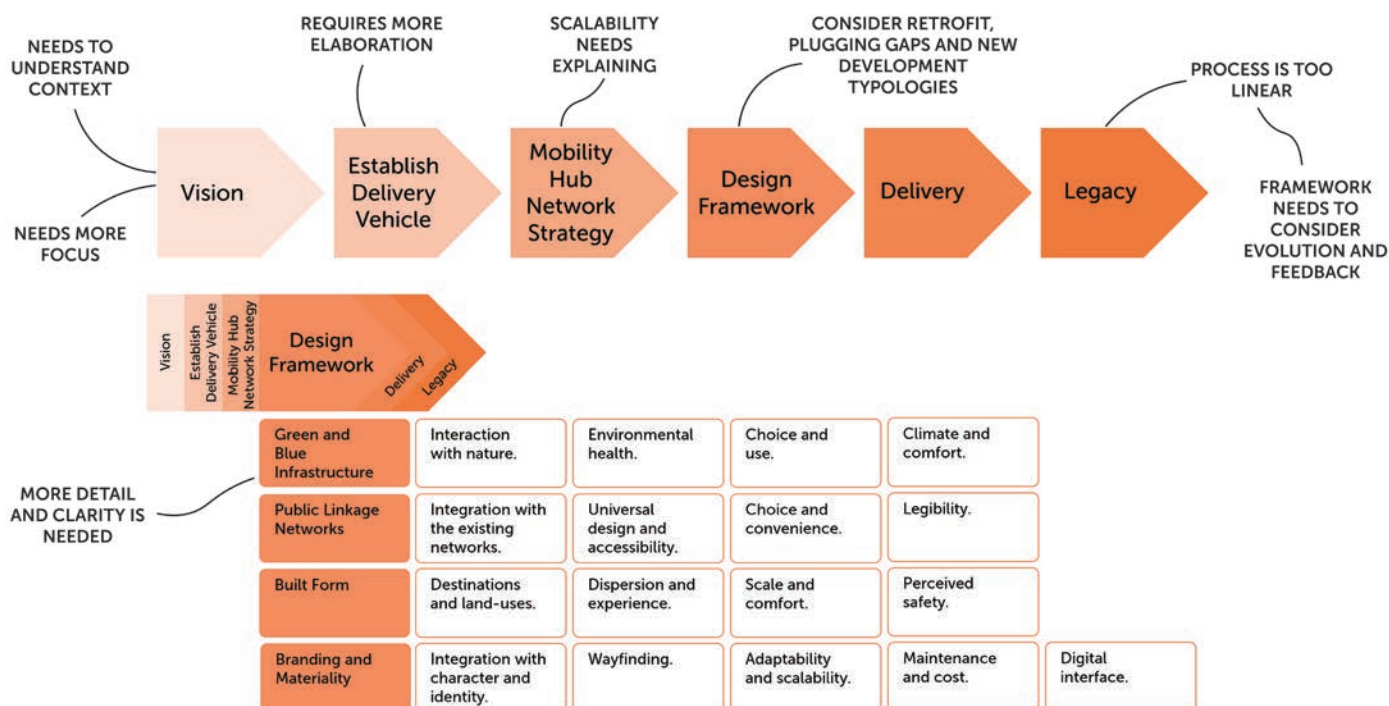 NEEDS TO
UNDERSTAND
CONTEXT
REQUIRES MORE
ELABORATION
SCALABILITY
NEEDS
EXPLAINING
CONSIDER RETROFIT,
PLUGGING GAPS AND NEW
DEVELOPMENT
TYPOLOGIES
PROCESS IS TOO
LINEAR
Vision
Establish
Delivery
Vehicle
Mobility
Hub
Network
Strategy
Design
Framework
Delivery
Legacy
NEEDS MORE
FOCUS
FRAMEWORK
NEEDS TO
CONSIDER
EVOLUTION AND
FEEDBACK
Vision
Establish
Delivery Vehicle
Mobility Hub
Network Strategy
Design
Framework
Delivery
Legacy
MORE DETAIL
AND CLARITY IS
NEEDED
Green and
Blue
Infrastructure
Interaction
with nature.
Environmental
health.
Choice and
use.
Climate and
comfort.
Public Linkage
Networks
Integration with
the existing
networks.
Universal
design and
accessibility.
Choice and
convenience.
Legibility.
Built Form
Destinations
and land-uses.
Dispersion and
experience.
Scale and
comfort.
Perceived
safety.
Branding and
Materiality
Integration with
character and
identity.
Wayfinding.
Adaptability
and scalability.
Maintenance
and cost.
Digital
interface.